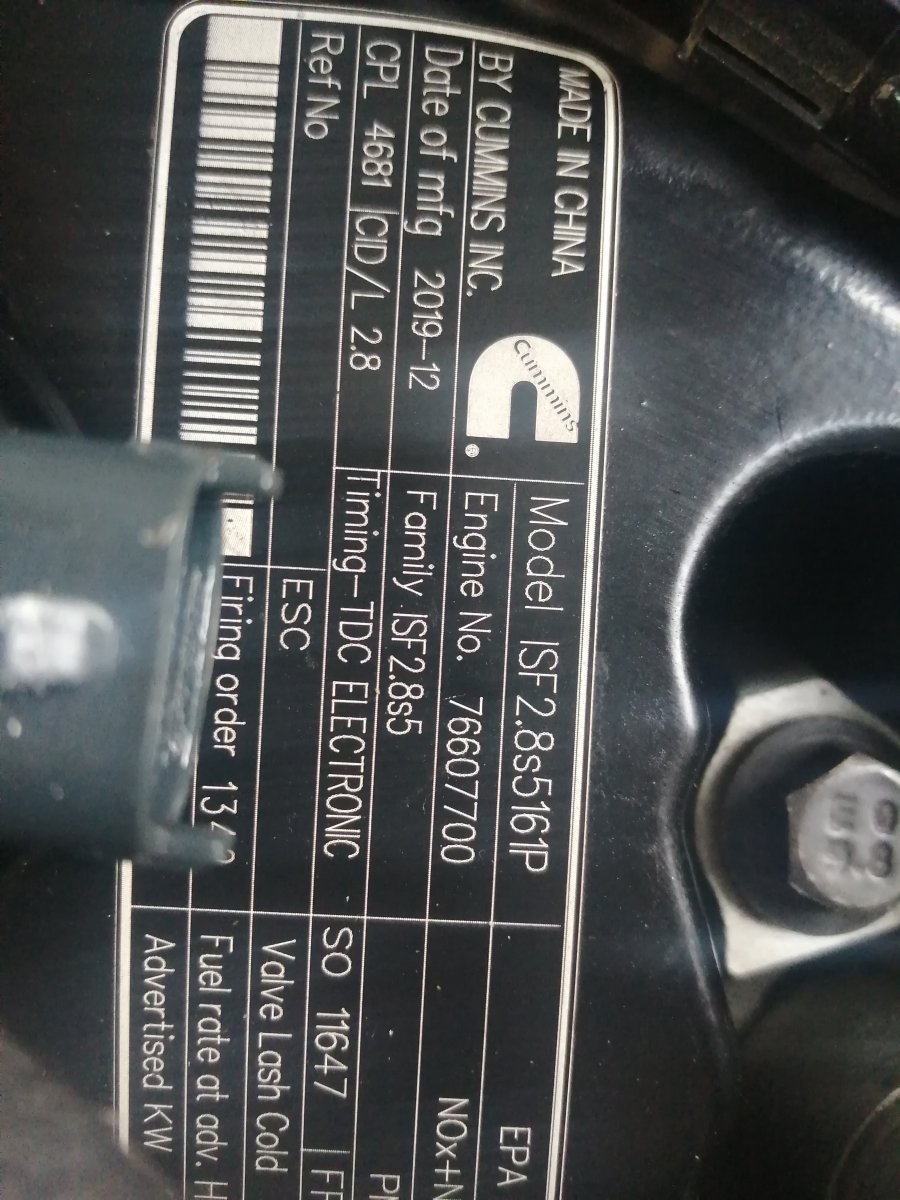 MADE IN CHINA
BY CUMMINS INC.
cummins
Date of mfg 2019-12
CPL 4681 CID/L 2.8
Ref No
Model ISF2.8s5161P
Engine No. 76607700
Family ISF2.8s5
Timing-TDC ELECTRONIC
ESC
Firing order
EPA
SO 11647
Valve Lash Cold
Fuel rate at adv.
Advertised KW